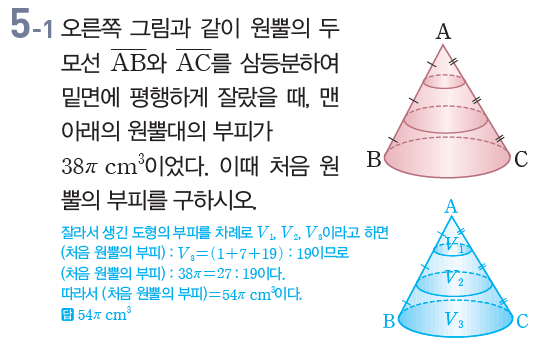 5-1 오른쪽 그림과 같이 원뿔의 두
모선 \overline{AB}와 \overline{AC}를 삼등분하여
밑면에 평행하게 잘랐을 때, 맨
아래의 원뿔대의 부피가
38π cm³이었다. 이때 처음 원
뿔의 부피를 구하시오.
A
B
C
잘라서 생긴 도형의 부피를 차례로 V₁, V₂, V₃이라고 하면
(처음 원뿔의 부피) : V₃=(1+7+19) : 19이므로
(처음 원뿔의 부피) : 38π=27 : 19이다.
따라서 (처음 원뿔의 부피)=54π cm³이다.
답 54π cm³
A
V₁
V₂
B
V₃
C